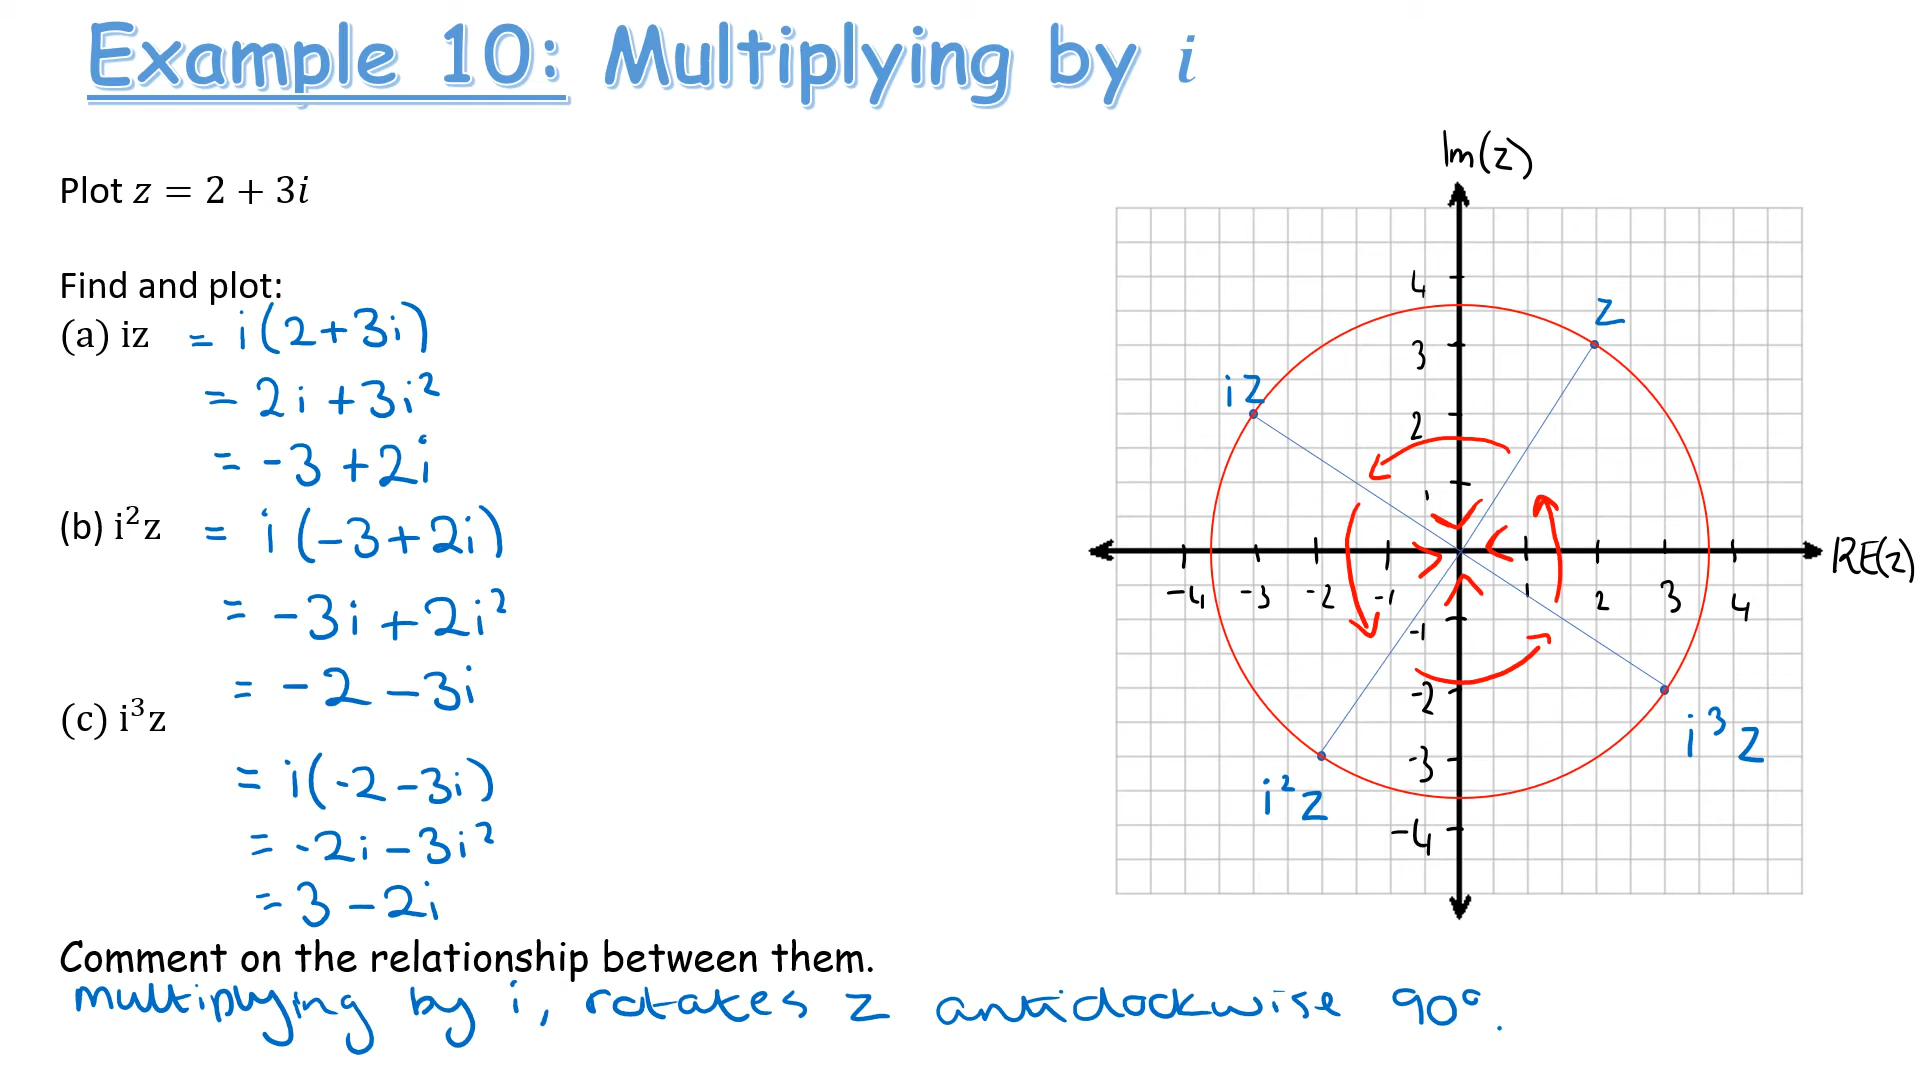 Example 10: Multiplying by i
Plot z = 2 + 3i
Find and plot:
(a) iz = i(2+3i)
= 2i + 3i²
= -3 + 2i
(b) i²z = i(-3+2i)
= -3i + 2i²
= -2 - 3i
(c) i³z
= i(-2-3i)
= -2i - 3i²
= 3 - 2i
Comment on the relationship between them.
multiplying by i, rotates z anticlockwise 90°.
Im(z)
4
z
3
iz
2
1
RE(z)
-4 -3 -2 -1 1 2 3 4
-1
-2
i³z
-3
i²z
-4